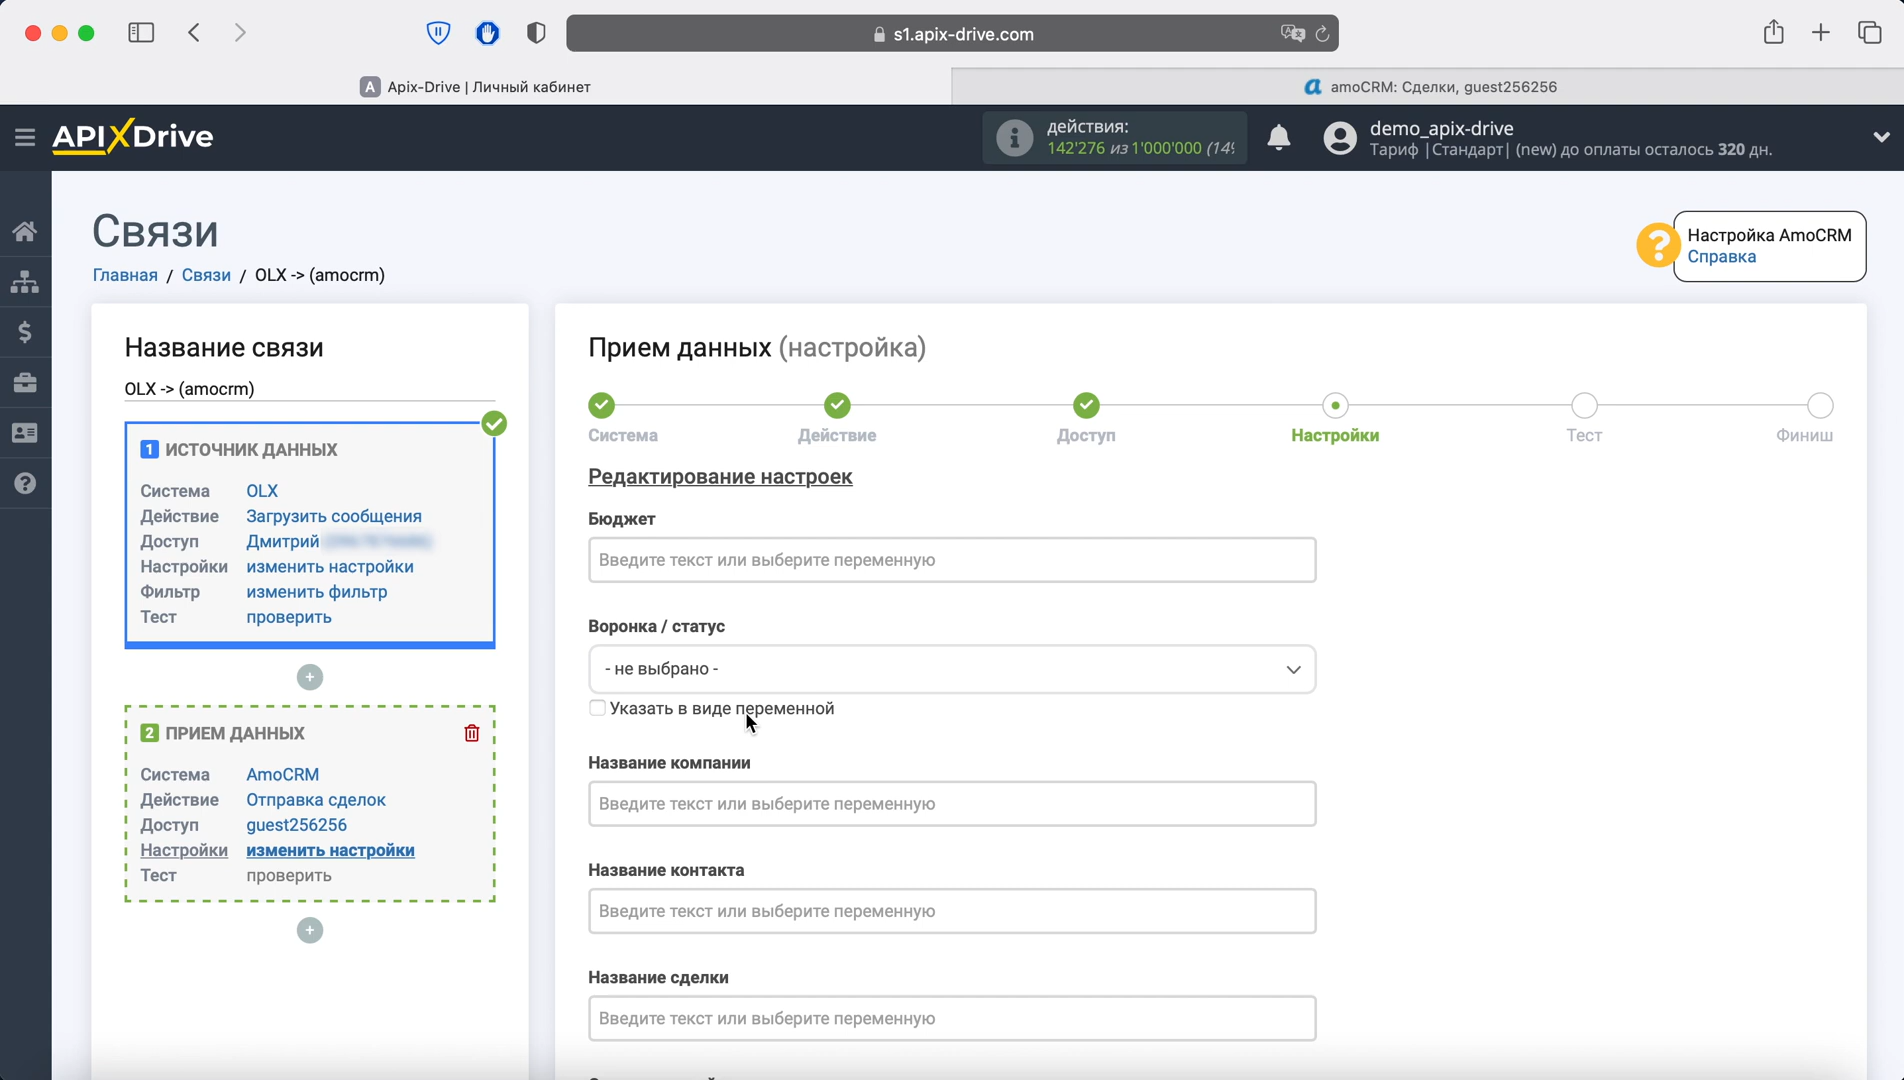 s1.apix-drive.com
A Apix-Drive | Личный кабинет
amoCRM: Сделки, guest256256
APIXDrive
действия:
142'276 из 1'000'000 (14%
demo_apix-drive
Тариф |Стандарт| (new) до оплаты осталось 320 дн.
Связи
Главная / Связи / OLX -> (amocrm)
Настройка AmoCRM
Справка
Название связи
OLX -> (amocrm)
1 ИСТОЧНИК ДАННЫХ
Система OLX
Действие Загрузить сообщения
Доступ Дмитрий
Настройки изменить настройки
Фильтр изменить фильтр
Тест проверить
2 ПРИЕМ ДАННЫХ
Система AmoCRM
Действие Отправка сделок
Доступ guest256256
Настройки изменить настройки
Тест проверить
Прием данных (настройка)
Система Действие Доступ Настройки Тест Финиш
Редактирование настроек
Бюджет
Введите текст или выберите переменную
Воронка / статус
- не выбрано -
Указать в виде переменной
Название компании
Введите текст или выберите переменную
Название контакта
Введите текст или выберите переменную
Название сделки
Введите текст или выберите переменную